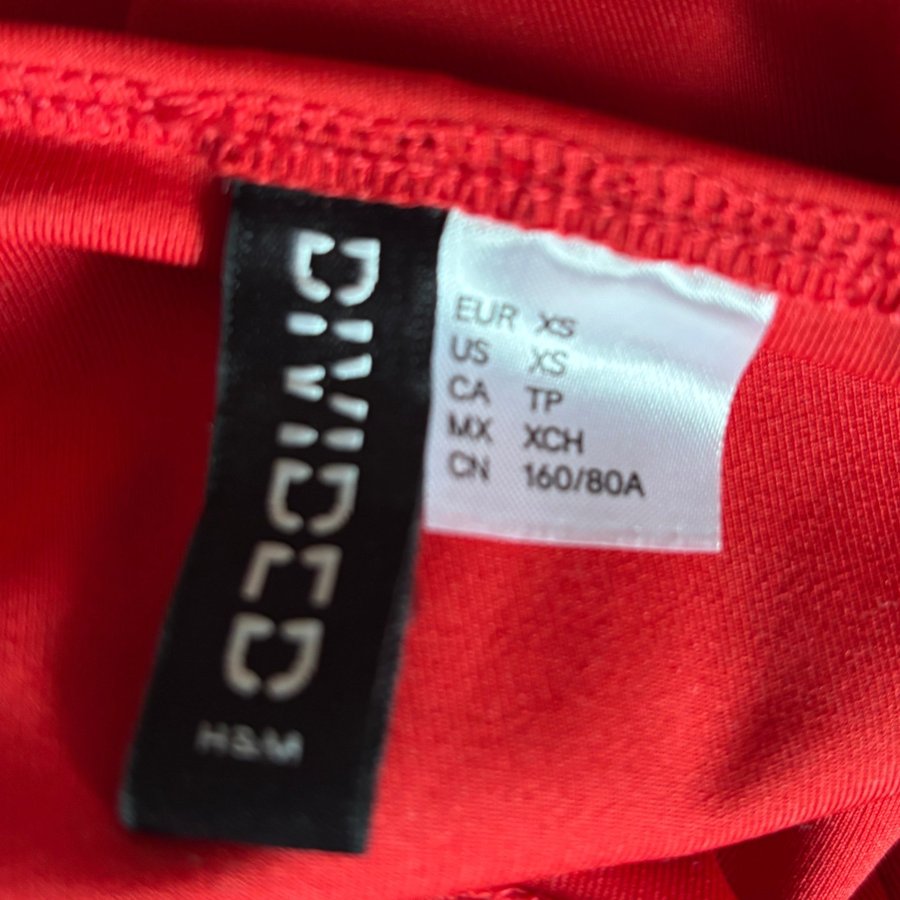 DIVIDED
H&M
EUR XS
US XS
CA TP
MX XCH
CN 160/80A